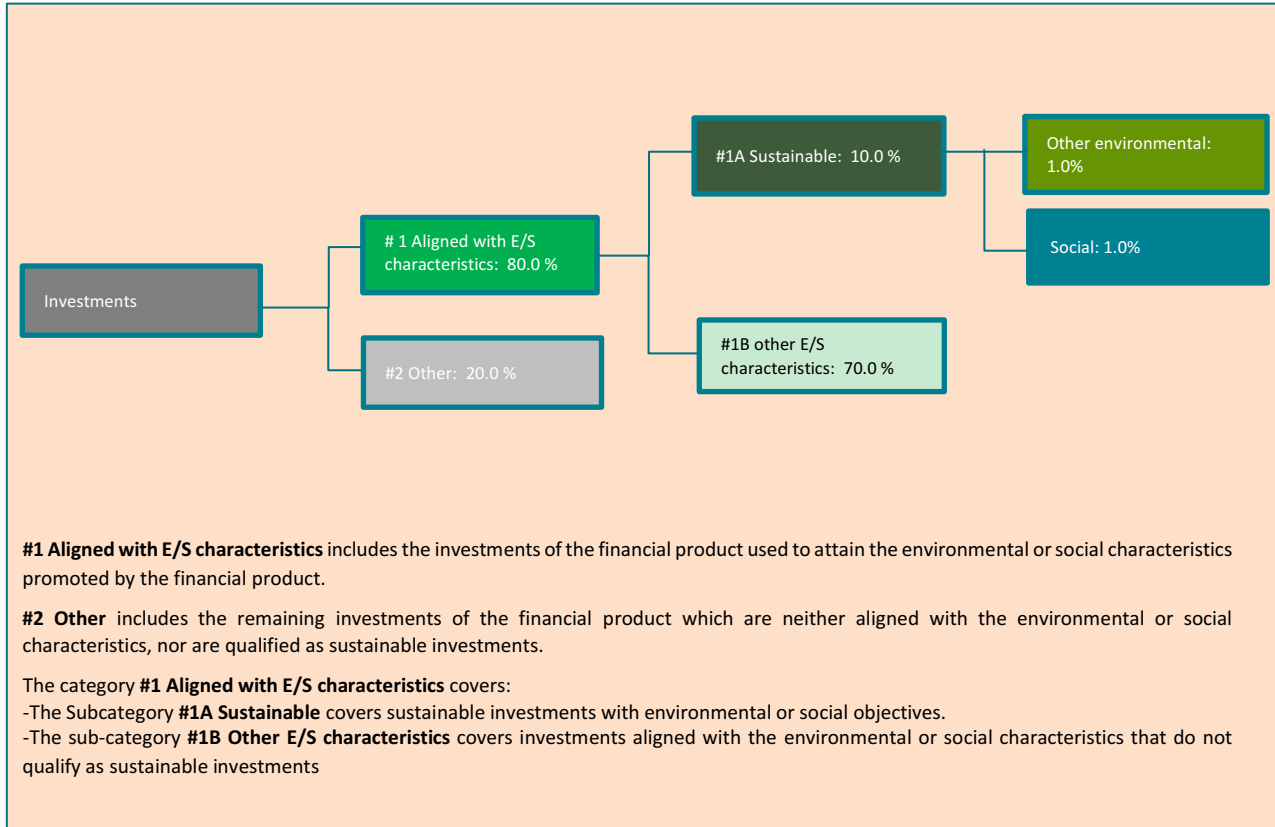 #1A Sustainable:  10.0 %
Other environmental:
1.0%
# 1 Aligned with E/S
characteristics:  80.0 %
Social: 1.0%
Investments
#1B other E/S
characteristics:  70.0 %
#2 Other:  20.0 %
#1 Aligned with E/S characteristics includes the investments of the financial product used to attain the environmental or social characteristics
promoted by the financial product.
#2 Other includes the remaining investments of the financial product which are neither aligned with the environmental or social
characteristics, nor are qualified as sustainable investments.
The category #1 Aligned with E/S characteristics covers:
-The Subcategory #1A Sustainable covers sustainable investments with environmental or social objectives.
-The sub-category #1B Other E/S characteristics covers investments aligned with the environmental or social characteristics that do not
qualify as sustainable investments